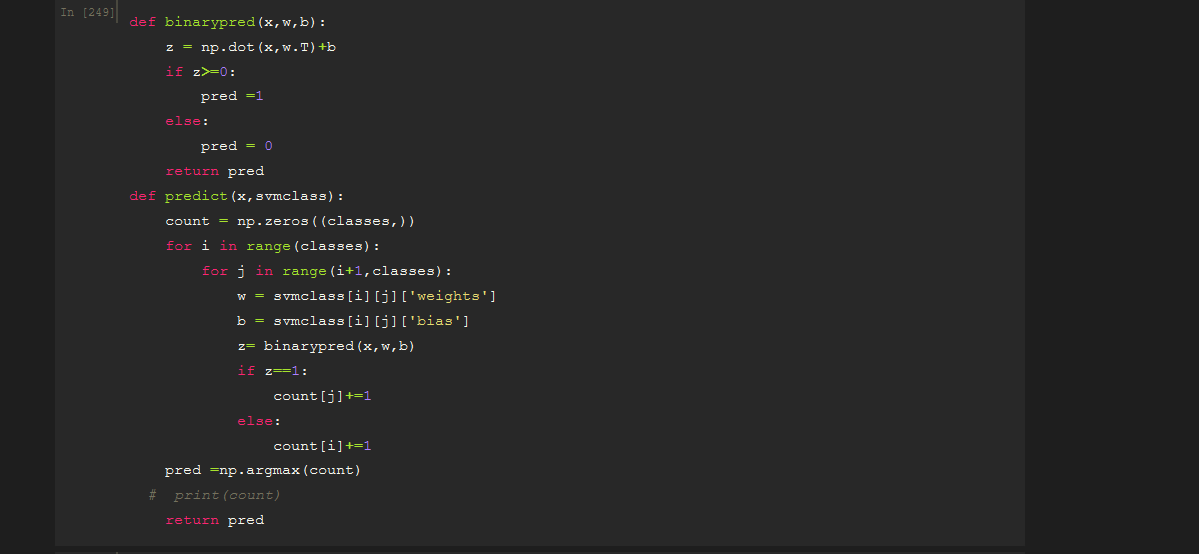 In [249]
def binarypred(x,w,b):
    z = np.dot(x,w.T)+b
    if z>=0:
        pred =1
    else:
        pred = 0
    return pred
def predict(x,svmclass):
    count = np.zeros((classes,))
    for i in range(classes):
        for j in range(i+1,classes):
            w = svmclass[i][j]['weights']
            b = svmclass[i][j]['bias']
            z= binarypred(x,w,b)
            if z==1:
                count[j]+=1
            else:
                count[i]+=1
    pred =np.argmax(count)
  #  print(count)
    return pred